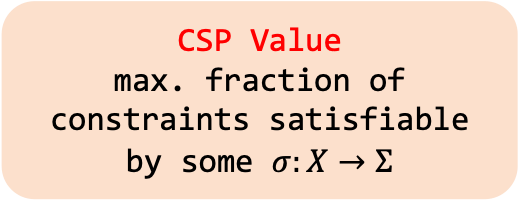 CSP Value
max. fraction of
constraints satisfiable
by some 𝜎: 𝑋 → Σ